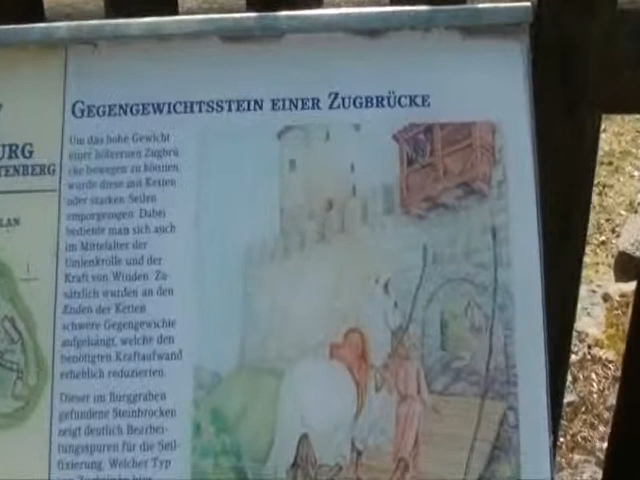 GEGENGEWICHTSSTEIN EINER ZUGBRÜCKE
URG
TENBERG
LAN
Um das hohe Gewicht
einer hölzernen Zugbrü
cke bewegen zu können
wurde diese mit Ketten
oder starken Seilen
emporgezogen. Dabei
bediente man sich auch
im Mittelalter der
Umlenkrolle und der
Kraft von Winden. Zu-
sätzlich wurden an den
Enden der Ketten
schwere Gegengewichte
aufgehängt, welche den
benötigten Kraftaufwand
erheblich reduzierten.
Dieser im Burggraben
gefundene Steinbrocken
zeigt deutlich Bearbei-
tungsspuren für die Seil-
fixierung. Welcher Typ